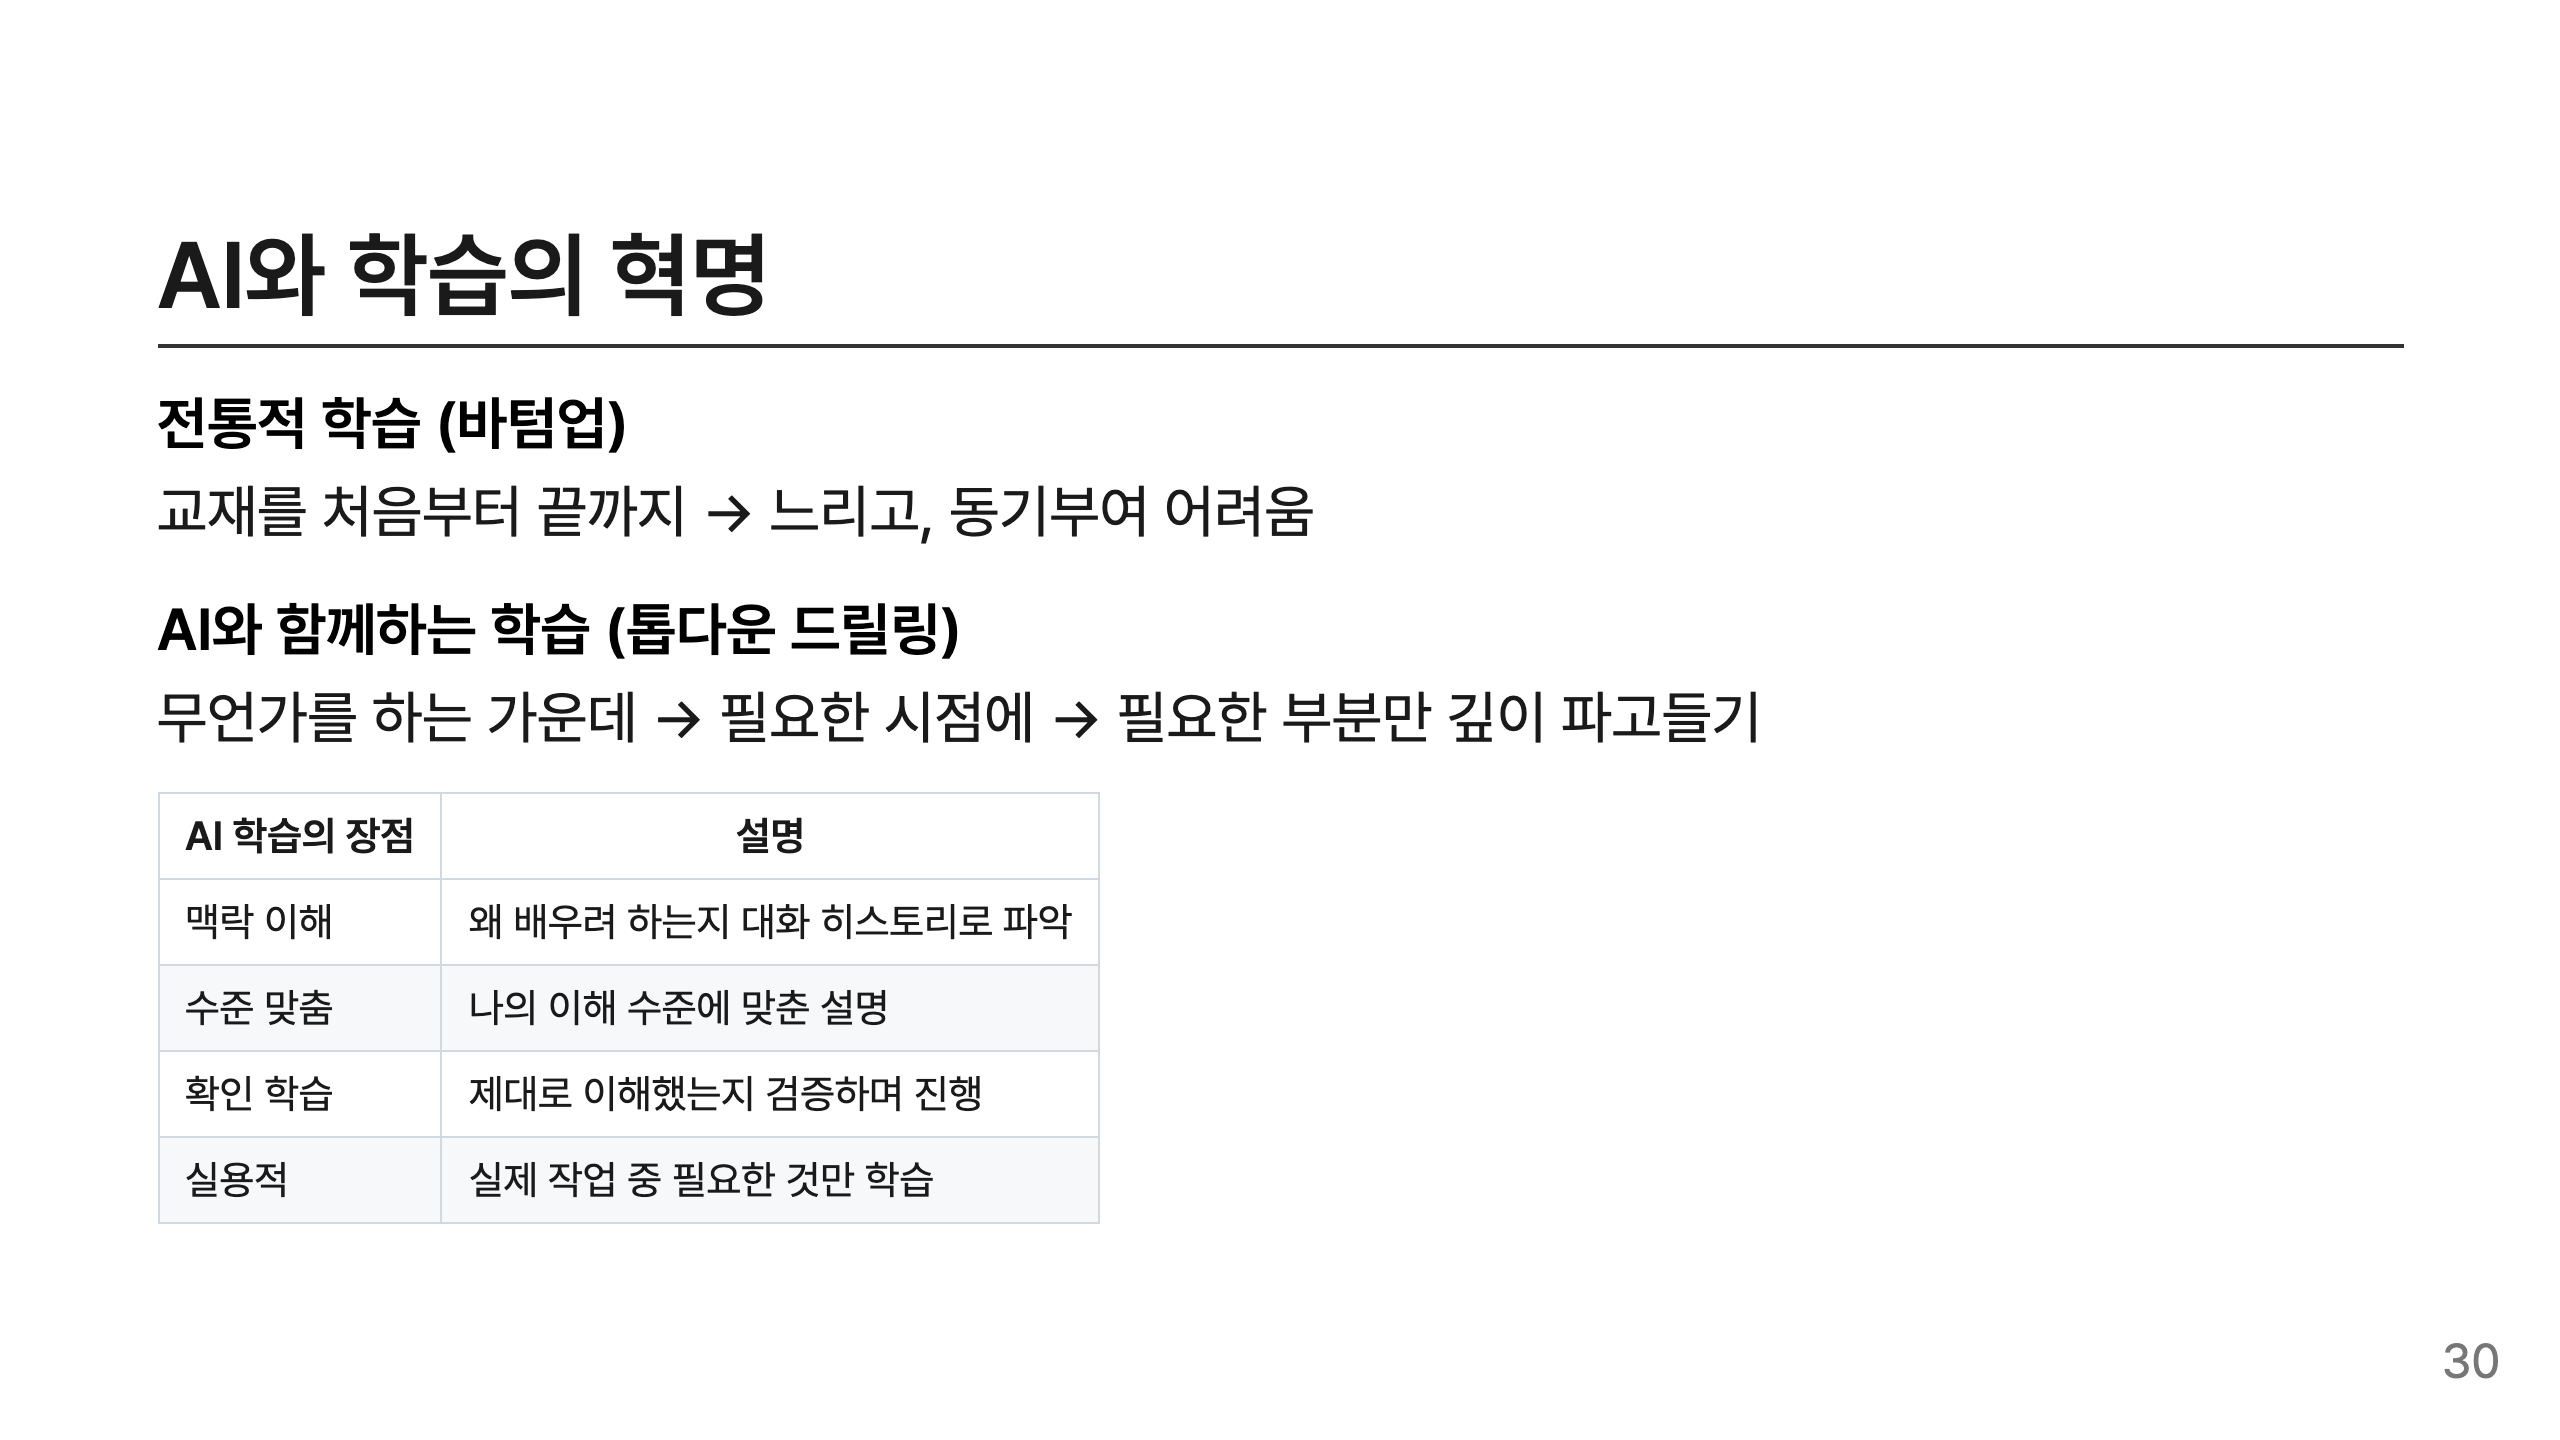 AI와 학습의 혁명
전통적 학습 (바텀업)
교재를 처음부터 끝까지 → 느리고, 동기부여 어려움
AI와 함께하는 학습 (톱다운 드릴링)
무언가를 하는 가운데 → 필요한 시점에 → 필요한 부분만 깊이 파고들기
AI 학습의 장점 설명
맥락 이해 왜 배우려 하는지 대화 히스토리로 파악
수준 맞춤 나의 이해 수준에 맞춘 설명
확인 학습 제대로 이해했는지 검증하며 진행
실용적 실제 작업 중 필요한 것만 학습
30